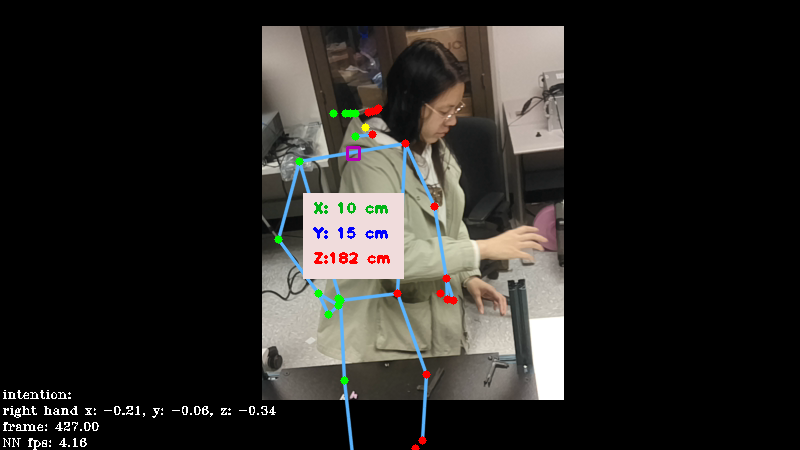 X: 10 cm
Y: 15 cm
Z:182 cm
intention:
right hand x: -0.21, y: -0.06, z: -0.34
frame: 427.00
NN fps: 4.16